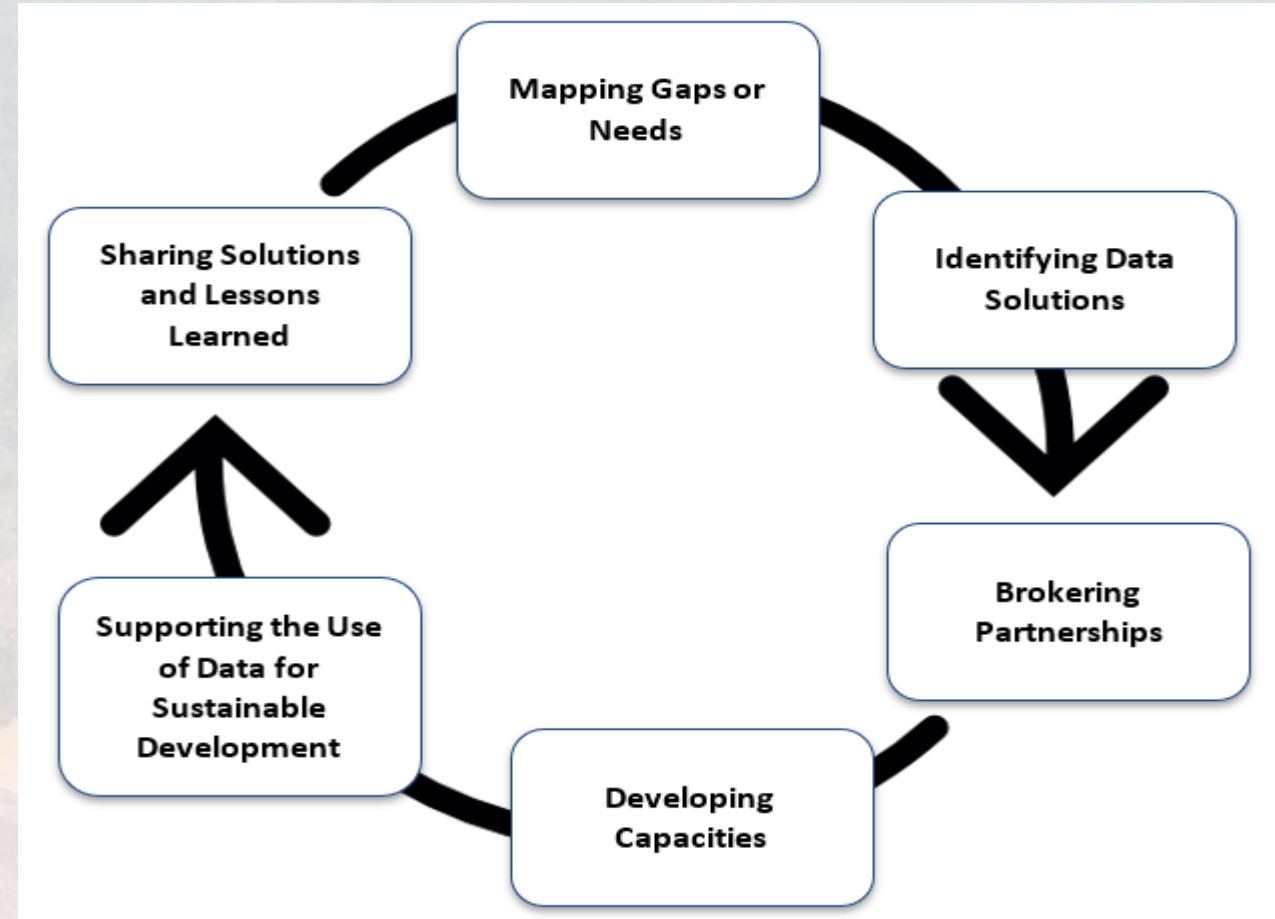 Mapping Gaps or
Needs
Identifying Data
Solutions
Brokering
Partnerships
Developing
Capacities
Supporting the Use
of Data for
Sustainable
Development
Sharing Solutions
and Lessons
Learned